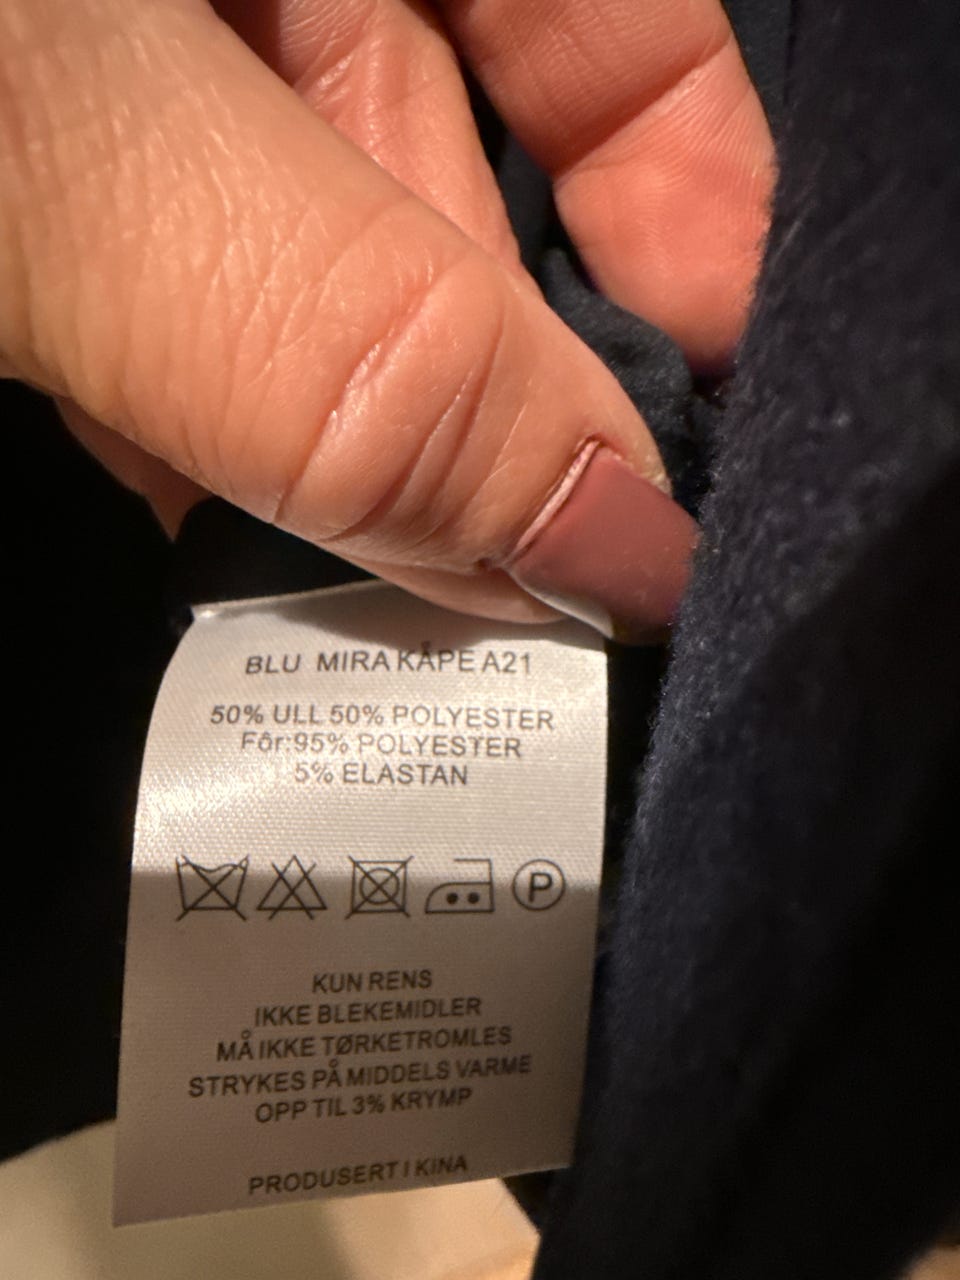 BLU MIRA KÅPE A21
50% ULL 50% POLYESTER
Fôr:95% POLYESTER
5% ELASTAN
P
KUN RENS
IKKE BLEKEMIDLER
MÅ IKKE TØRKETROMLES
STRYKES PÅ MIDDELS VARME
OPP TIL 3% KRYMP
PRODUSERT I KINA